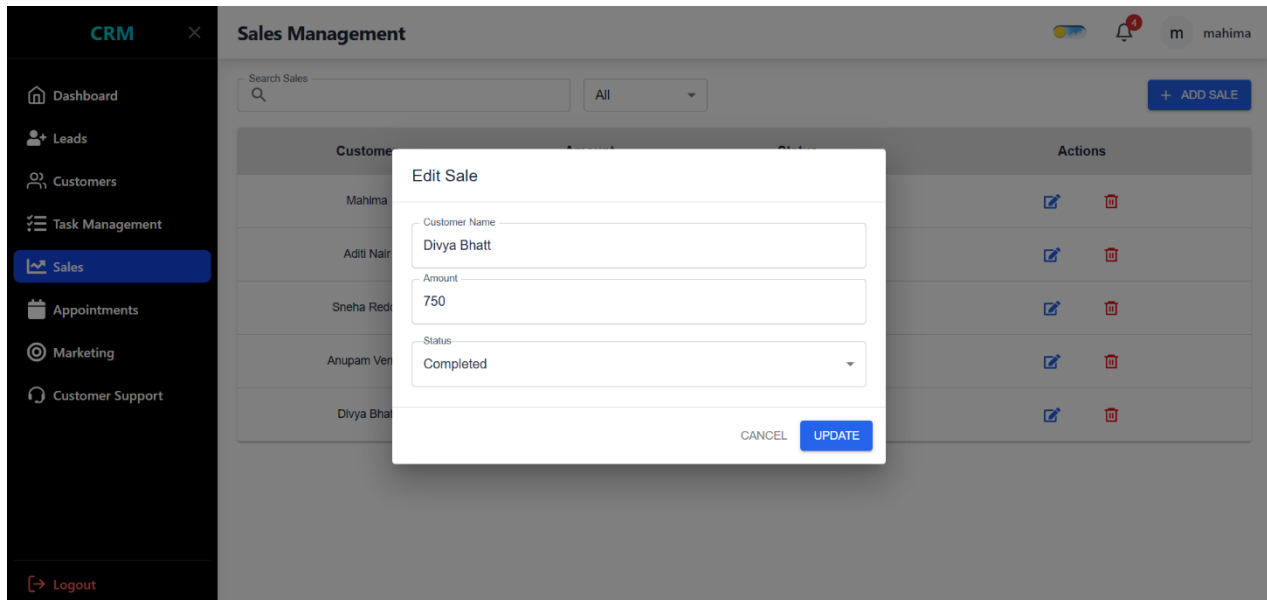 CRM
Sales Management
4
m mahima
Dashboard
Leads
Customers
Task Management
Sales
Appointments
Marketing
Customer Support
Logout
Search Sales
All
+ ADD SALE
Actions
Mahima
Aditi Nair
Sneha
Anupam
Divya
Edit Sale
Customer Name
Divya Bhatt
Amount
750
Status
Completed
CANCEL UPDATE